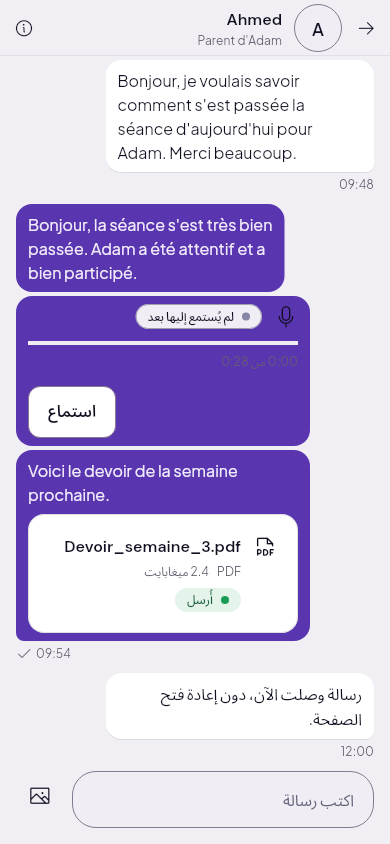 Ahmed
Parent d'Adam
A
Bonjour, je voulais savoir
comment s'est passée la
séance d'aujourd'hui pour
Adam. Merci beaucoup.
09:48
Bonjour, la séance s'est très bien
passée. Adam a été attentif et a
bien participé.
لم يُستمع إليها بعد
0:00 من 0:28
استماع
Voici le devoir de la semaine
prochaine.
Devoir_semaine_3.pdf
PDF
PDF 2.4 ميغابايت
أُرسل
09:54
رسالة وصلت الآن، دون إعادة فتح
الصفحة.
12:00
اكتب رسالة